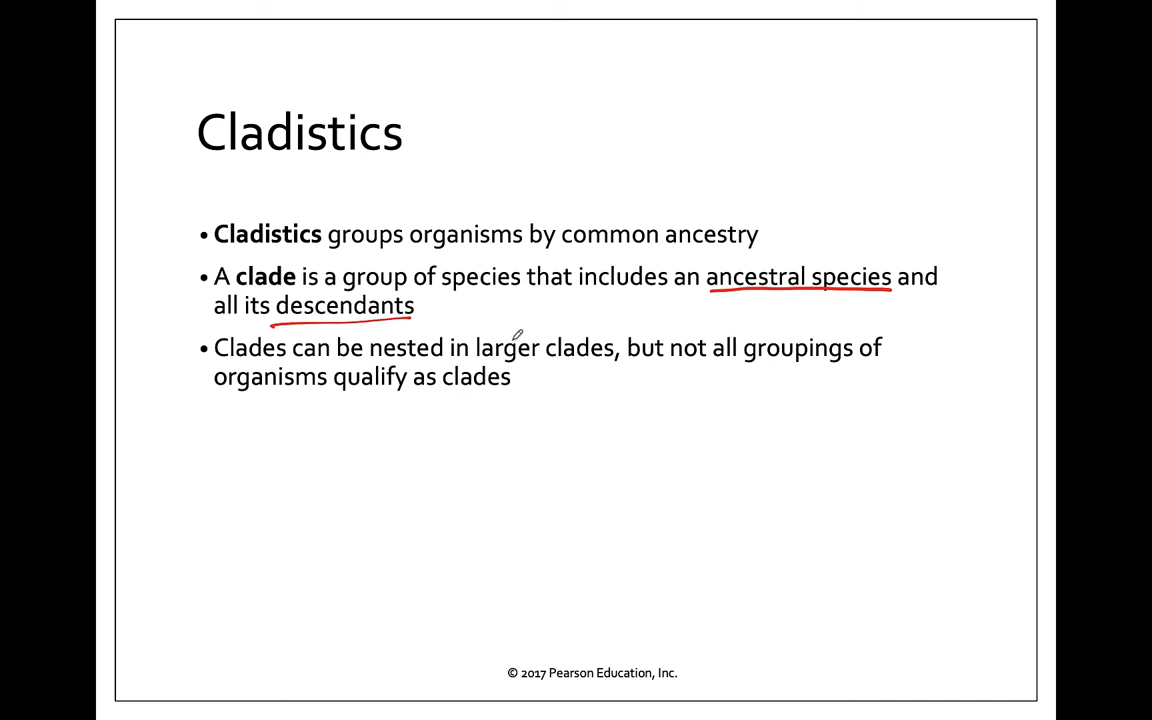 Cladistics
• Cladistics groups organisms by common ancestry
• A clade is a group of species that includes an ancestral species and
all its descendants
• Clades can be nested in larger clades, but not all groupings of
organisms qualify as clades
© 2017 Pearson Education, Inc.